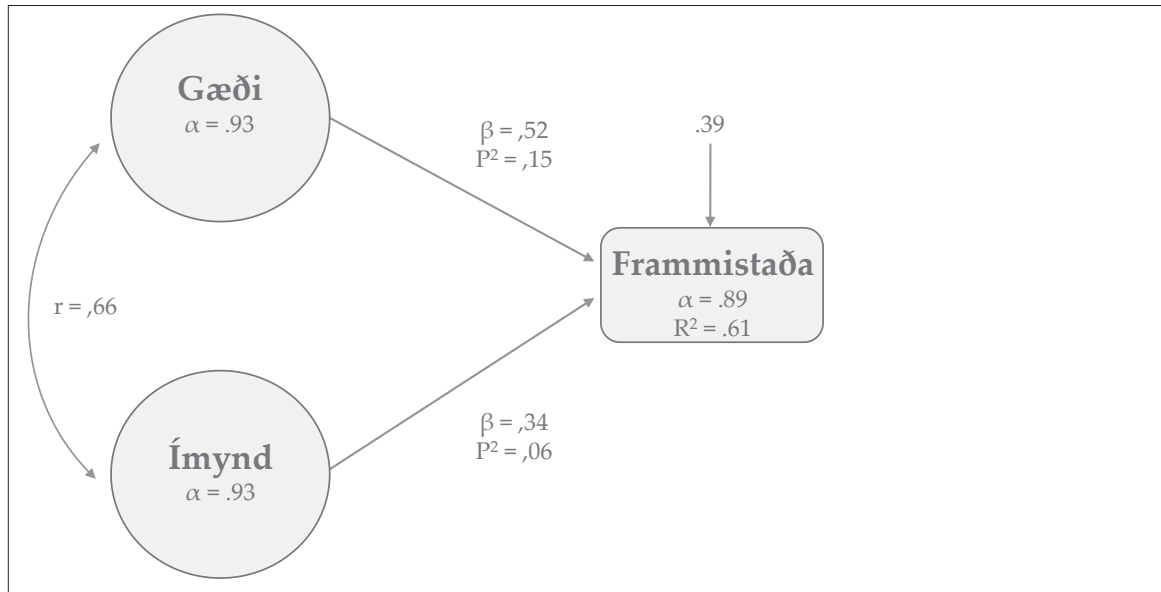 Gæði
α = .93
β = ,52
P² = ,15
.39
Frammistaða
α = .89
R² = .61
r = ,66
β = ,34
P² = ,06
Ímynd
α = .93